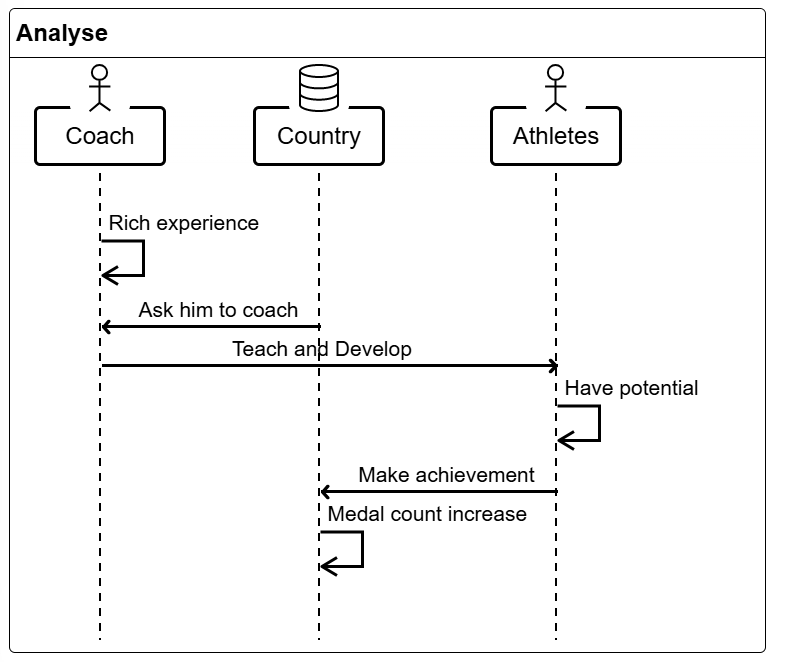 Analyse
Coach
Country
Athletes
Rich experience
Ask him to coach
Teach and Develop
Have potential
Make achievement
Medal count increase